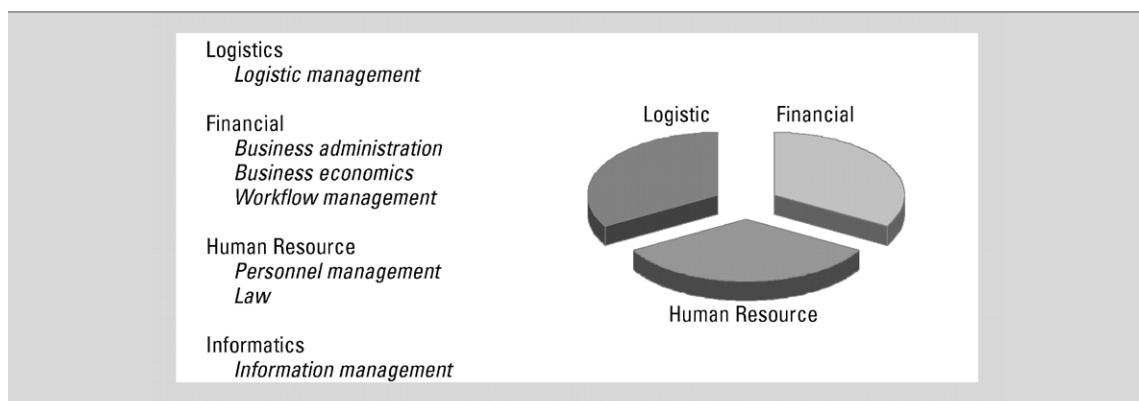 Logistics
Logistic management
Financial
Business administration
Business economics
Workflow management
Human Resource
Personnel management
Law
Informatics
Information management
Logistic
Financial
Human Resource